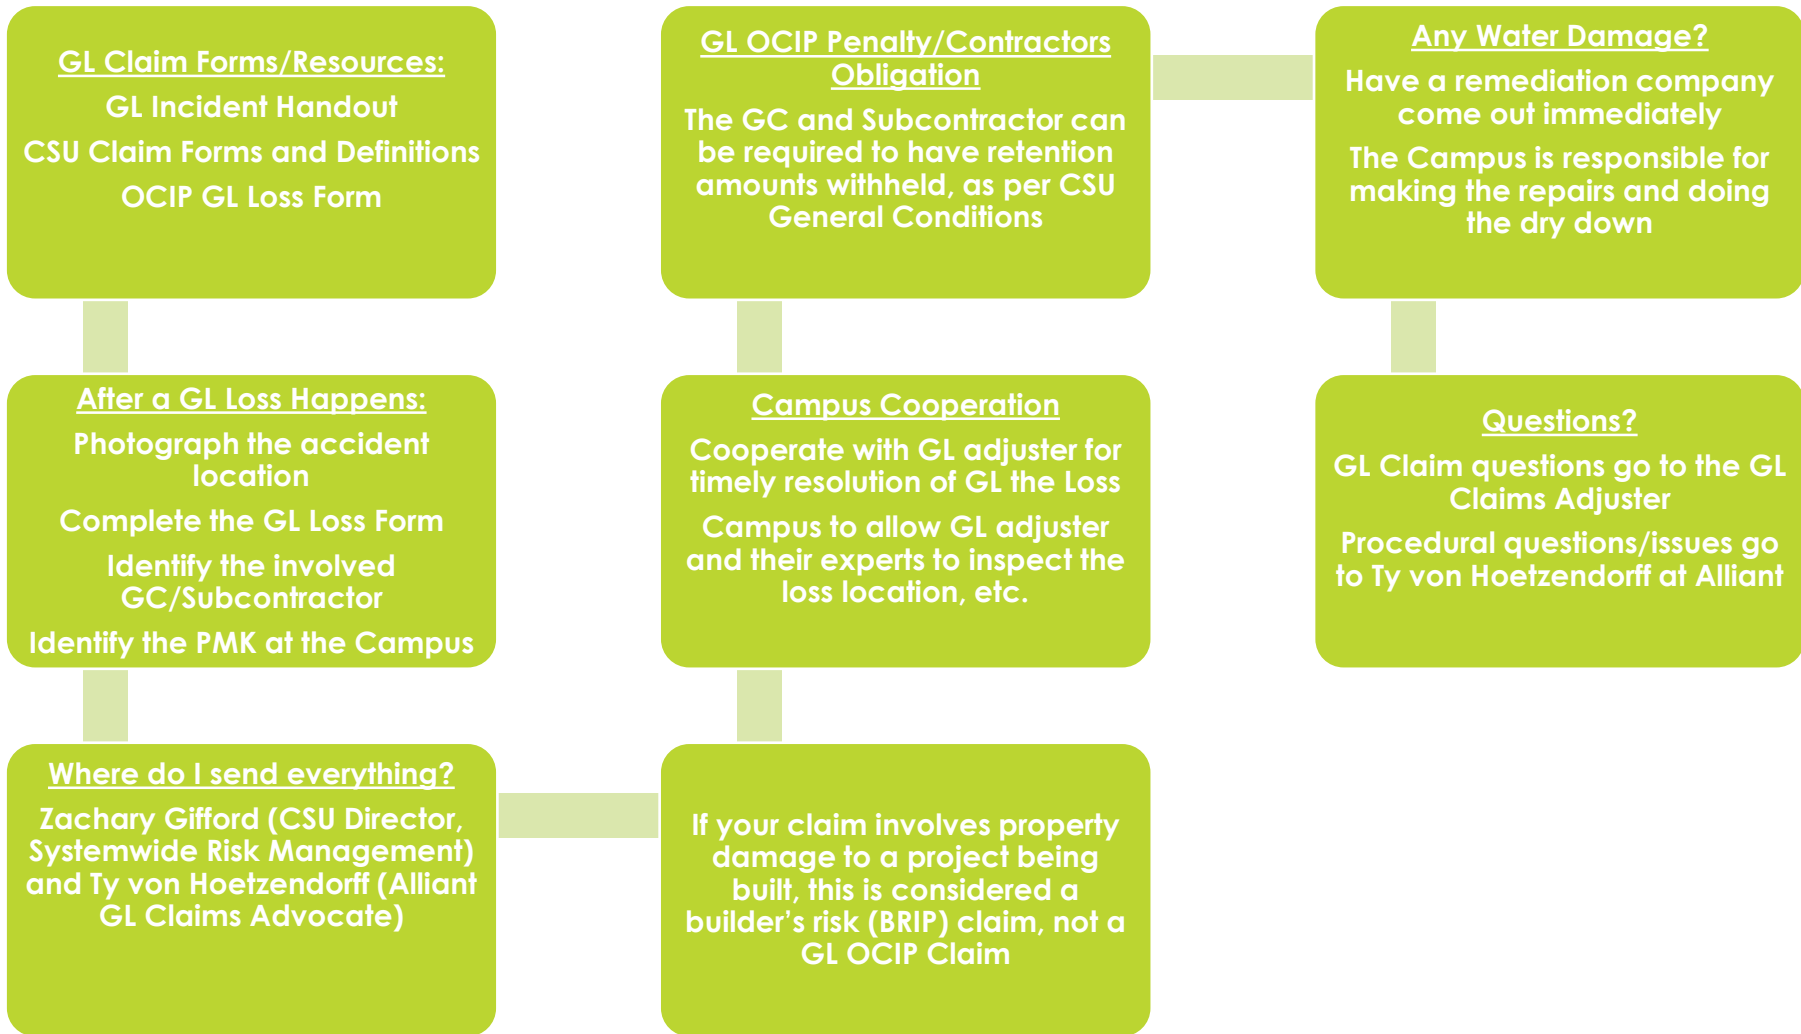 GL Claim Forms/Resources:
GL Incident Handout
CSU Claim Forms and Definitions
OCIP GL Loss Form
After a GL Loss Happens:
Photograph the accident
location
Complete the GL Loss Form
Identify the involved
GC/Subcontractor
Identify the PMK at the Campus
Where do I send everything?
Zachary Gifford (CSU Director,
Systemwide Risk Management)
and Ty von Hoetzendorff (Alliant
GL Claims Advocate)
If your claim involves property
damage to a project being
built, this is considered a
builder’s risk (BRIP) claim, not a
GL OCIP Claim
Campus Cooperation
Cooperate with GL adjuster for
timely resolution of GL the Loss
Campus to allow GL adjuster
and their experts to inspect the
loss location, etc.
GL OCIP Penalty/Contractors
Obligation
The GC and Subcontractor can
be required to have retention
amounts withheld, as per CSU
General Conditions
Any Water Damage?
Have a remediation company
come out immediately
The Campus is responsible for
making the repairs and doing
the dry down
Questions?
GL Claim questions go to the GL
Claims Adjuster
Procedural questions/issues go
to Ty von Hoetzendorff at Alliant